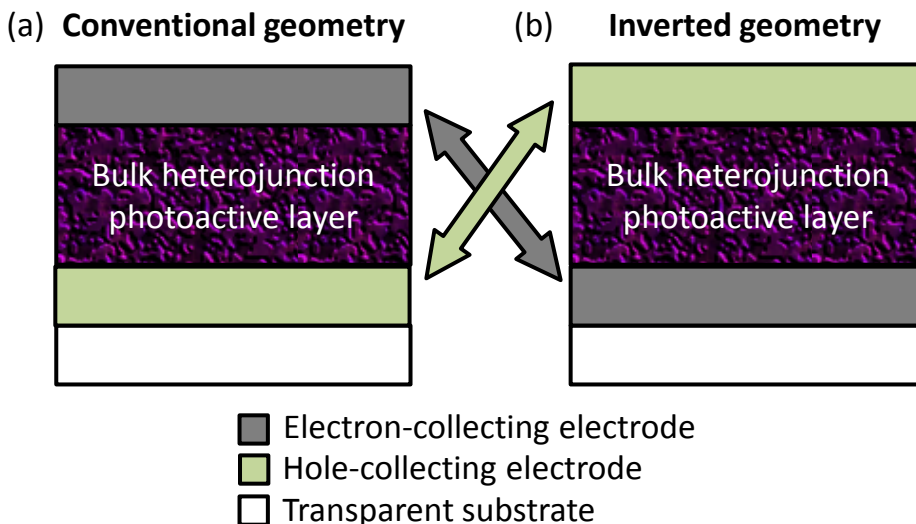 (a) Conventional geometry
(b) Inverted geometry
Bulk heterojunction
photoactive layer
Bulk heterojunction
photoactive layer
Electron-collecting electrode
Hole-collecting electrode
Transparent substrate